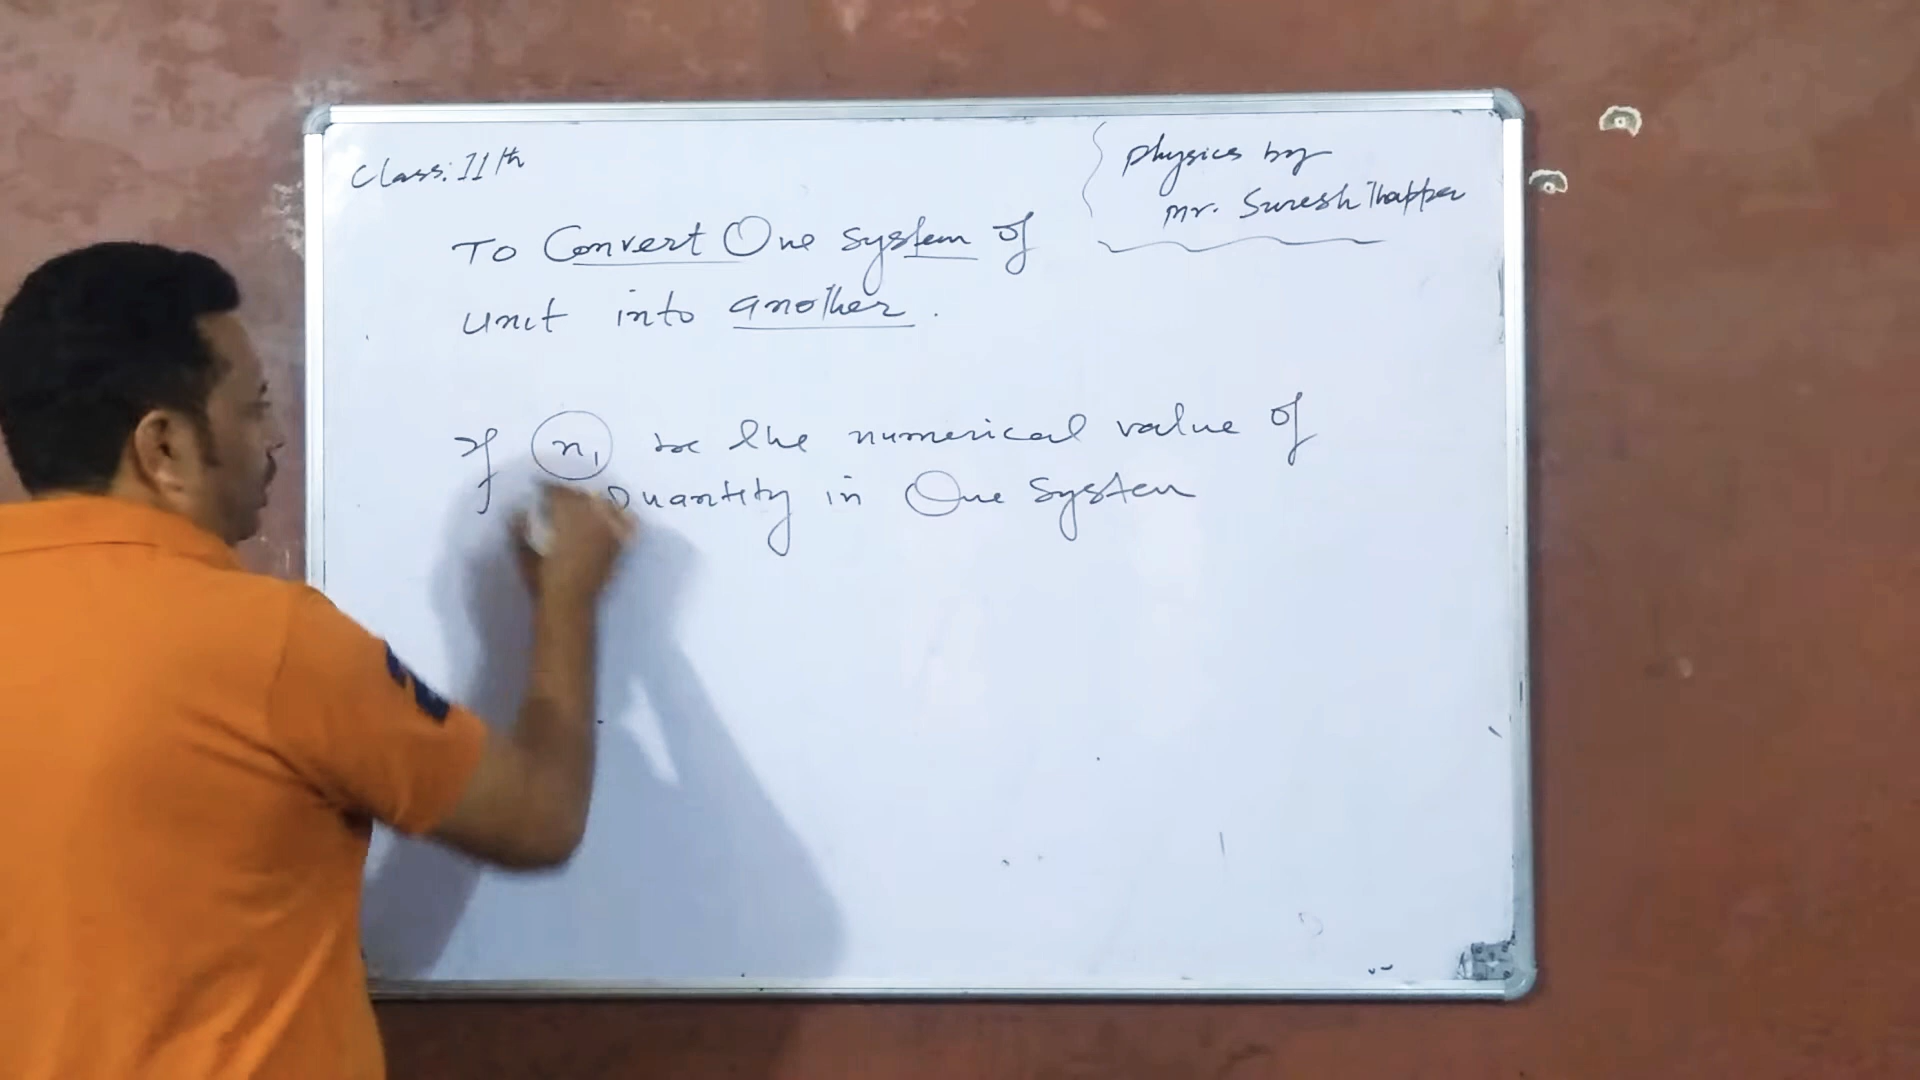 Class: 11th
Physics by
Mr. Suresh Thapper
To Convert One system of
unit into another.
If n₁ be the numerical value of
Quantity in One System